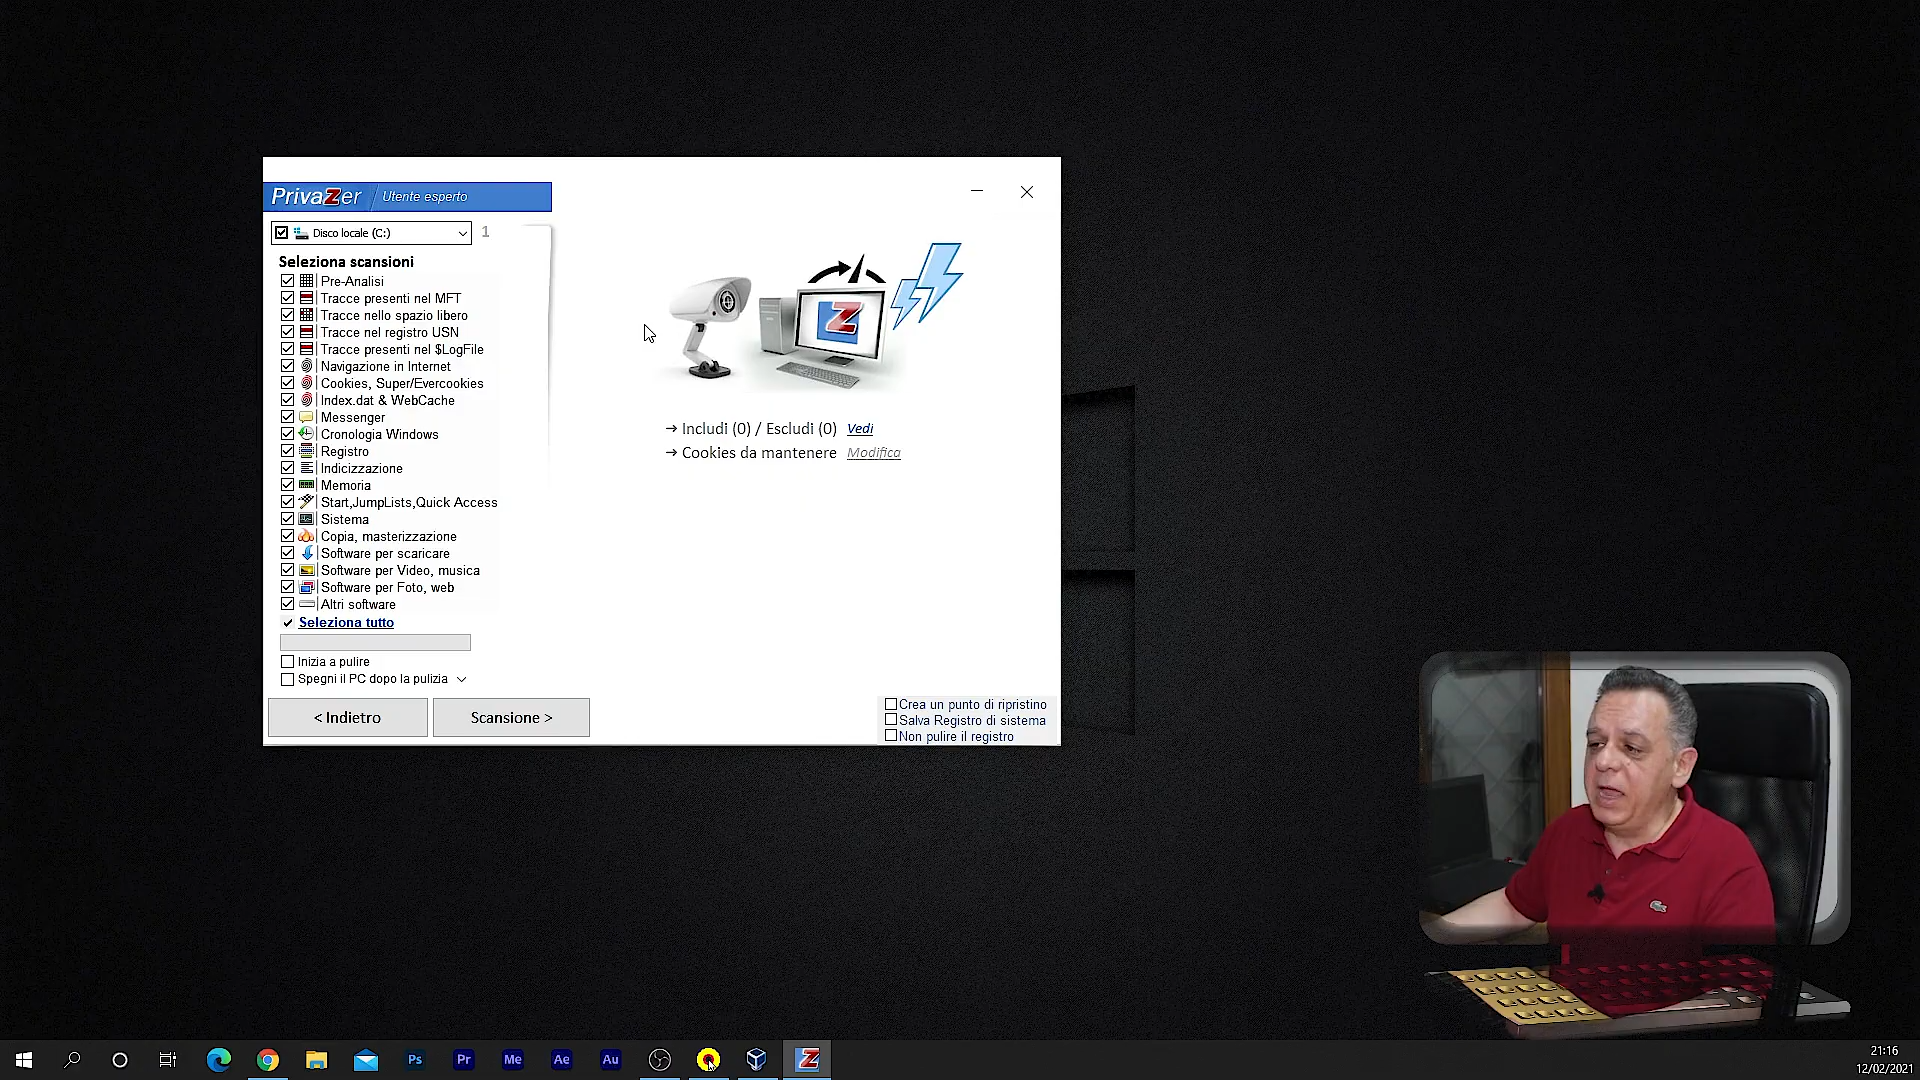 PrivaZer Utente esperto
Disco locale (C:) 1
Seleziona scansioni
Pre-Analisi
Tracce presenti nel MFT
Tracce nello spazio libero
Tracce nel registro USN
Tracce presenti nel $LogFile
Navigazione in Internet
Cookies, Super/Evercookies
Index.dat & WebCache
Messenger
Cronologia Windows
Registro
Indicizzazione
Memoria
Start,JumpLists,Quick Access
Sistema
Copia, masterizzazione
Software per scaricare
Software per Video, musica
Software per Foto, web
Altri software
Seleziona tutto
Inizia a pulire
Spegni il PC dopo la pulizia
< Indietro
Scansione >
Z
→ Includi (0) / Escludi (0) Vedi
→ Cookies da mantenere Modifica
Crea un punto di ripristino
Salva Registro di sistema
Non pulire il registro
Ps Pr Me Ae Au Z
21:16
12/02/2021